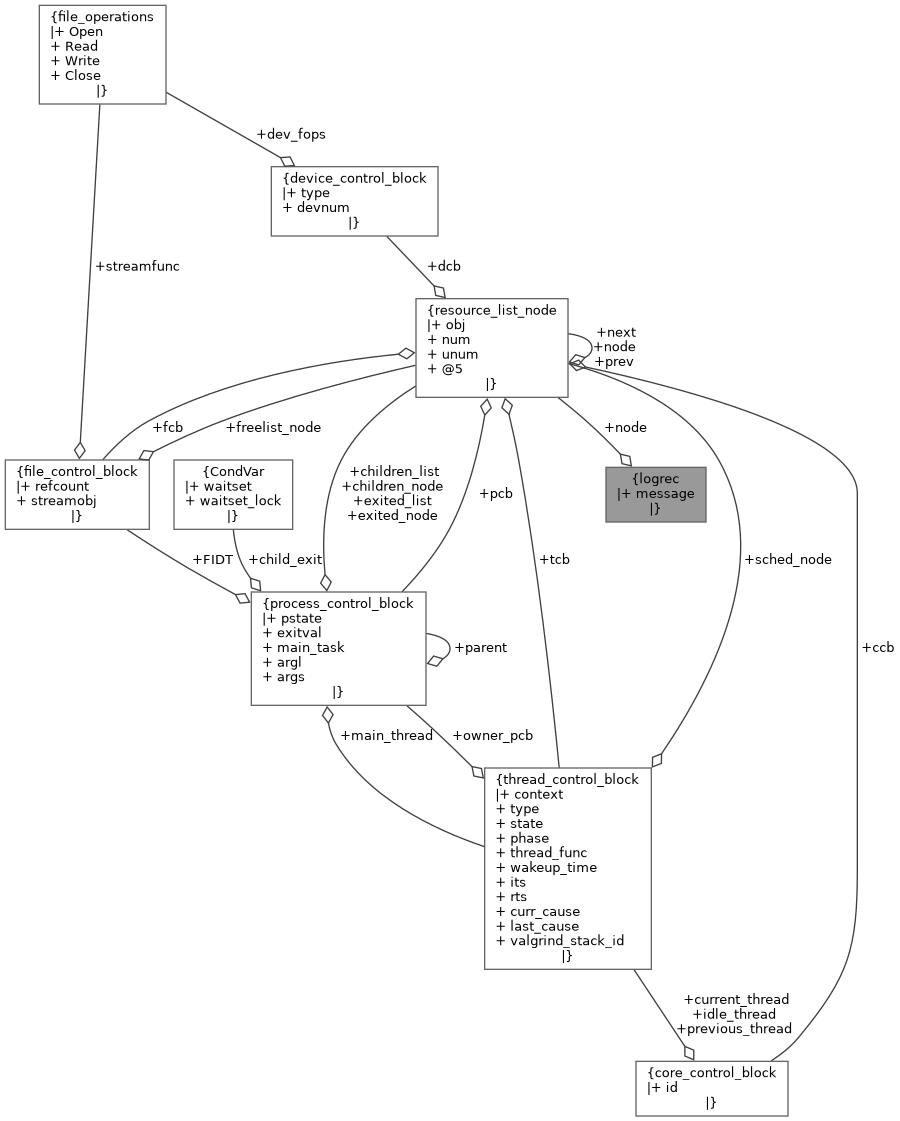 {file_operations
|+ Open
+ Read
+ Write
+ Close
|}
+dev_fops
{device_control_block
|+ type
+ devnum
|}
+streamfunc
+dcb
{resource_list_node
|+ obj
+ num
+ unum
+ @5
|}
+next
+node
+prev
+fcb
+freelist_node
+node
{file_control_block
|+ refcount
+ streamobj
|}
{CondVar
|+ waitset
+ waitset_lock
|}
+children_list
+children_node
+exited_list
+exited_node
+pcb
{logrec
|+ message
|}
+FIDT
+child_exit
+tcb
+sched_node
{process_control_block
|+ pstate
+ exitval
+ main_task
+ argl
+ args
|}
+parent
+ccb
+main_thread
+owner_pcb
{thread_control_block
|+ context
+ type
+ state
+ phase
+ thread_func
+ wakeup_time
+ its
+ rts
+ curr_cause
+ last_cause
+ valgrind_stack_id
|}
+current_thread
+idle_thread
+previous_thread
{core_control_block
|+ id
|}